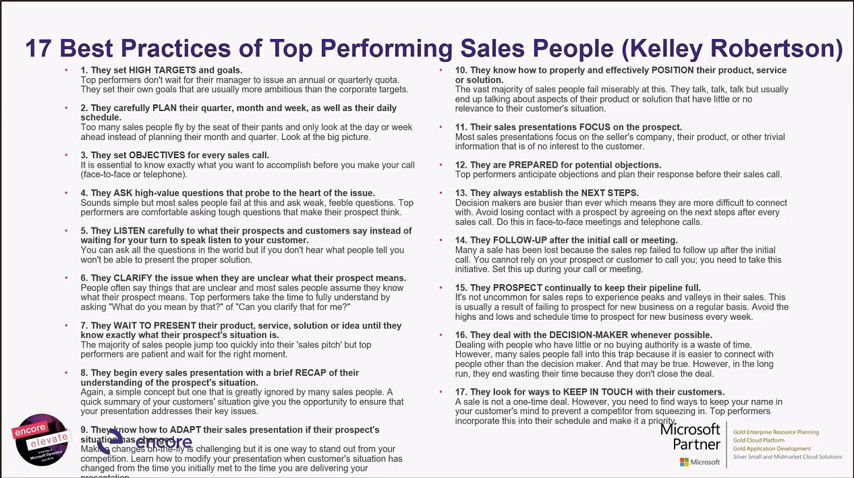 17 Best Practices of Top Performing Sales People (Kelley Robertson)
• 1. They set HIGH TARGETS and goals.
Top performers don't wait for their manager to issue an annual or quarterly quota.
They set their own goals that are usually more ambitious than the corporate targets.
• 2. They carefully PLAN their quarter, month and week, as well as their daily
schedule.
Too many sales people fly by the seat of their pants and only look at the day or week
ahead instead of planning their month and quarter. Look at the big picture.
• 3. They set OBJECTIVES for every sales call.
It is essential to know exactly what you want to accomplish before you make your call
(face-to-face or telephone).
• 4. They ASK high-value questions that probe to the heart of the issue.
Sounds simple but most sales people fail at this and ask weak, feeble questions. Top
performers are comfortable asking tough questions that make their prospect think.
• 5. They LISTEN carefully to what their prospects and customers say instead of
waiting for your turn to speak listen to your customer.
You can ask all the questions in the world but if you don't hear what people tell you
won't be able to present the proper solution.
• 6. They CLARIFY the issue when they are unclear what their prospect means.
People often say things that are unclear and most sales people assume they know
what their prospect means. Top performers take the time to fully understand by
asking "What do you mean by that?" of "Can you clarify that for me?"
• 7. They WAIT TO PRESENT their product, service, solution or idea until they
know exactly what their prospect's situation is.
The majority of sales people jump too quickly into their 'sales pitch' but top
performers are patient and wait for the right moment.
• 8. They begin every sales presentation with a brief RECAP of their
understanding of the prospect's situation.
Again, a simple concept but one that is greatly ignored by many sales people. A
quick summary of your customers' situation give you the opportunity to ensure that
your presentation addresses their key issues.
9. They know how to ADAPT their sales presentation if their prospect's
situation has changed.
Making changes on-the-fly is challenging but it is one way to stand out from your
competition. Learn how to modify your presentation when customer's situation has
changed from the time you initially met to the time you are delivering your
presentation.
• 10. They know how to properly and effectively POSITION their product, service
or solution.
The vast majority of sales people fail miserably at this. They talk, talk, talk but usually
end up talking about aspects of their product or solution that have little or no
relevance to their customer's situation.
• 11. Their sales presentations FOCUS on the prospect.
Most sales presentation focus on the seller's company, their product, or other trivial
information that is of no interest to the customer.
• 12. They are PREPARED for potential objections.
Top performers anticipate objections and plan their response before their sales call.
• 13. They always establish the NEXT STEPS.
Decision makers are busier than ever which means they are more difficult to connect
with. Avoid losing contact with a prospect by agreeing on the next steps after every
sales call. Do this in face-to-face meetings and telephone calls.
• 14. They FOLLOW-UP after the initial call or meeting.
Many a sale has been lost because the sales rep failed to follow up after the initial
call. You cannot rely on your prospect or customer to call you; you need to take this
initiative. Set this up during your call or meeting.
• 15. They PROSPECT continually to keep their pipeline full.
It's not uncommon for sales reps to experience peaks and valleys in their sales. This
is usually a result of failing to prospect for new business on a regular basis. Avoid the
highs and lows and schedule time to prospect for new business every week.
• 16. They deal with the DECISION-MAKER whenever possible.
Dealing with people who have little or no buying authority is a waste of time.
However, many sales people fall into this trap because it is easier to connect with
people other than the decision maker. And that may be true. However, in the long
run, they end wasting their time because they don't close the deal.
• 17. They look for ways to KEEP IN TOUCH with their customers.
A sale is not a one-time deal. However, you need to find ways to keep your name in
your customer's mind to prevent a competitor from squeezing in. Top performers
incorporate this into their schedule and make it a priority.
encore
elevate
encore
Microsoft
Partner
Microsoft
Gold Enterprise Resource Planning
Gold Cloud Platform
Gold Application Development
Silver Small and Midmarket Cloud Solutions